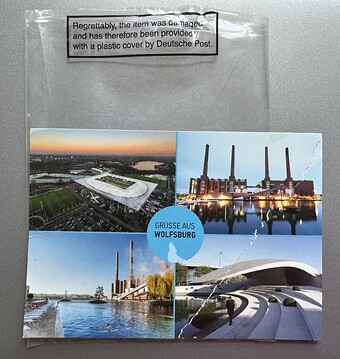 Regrettably, the item was damaged
and has therefore been provided
with a plastic cover by Deutsche Post.
GRÜSSE AUS
WOLFSBURG